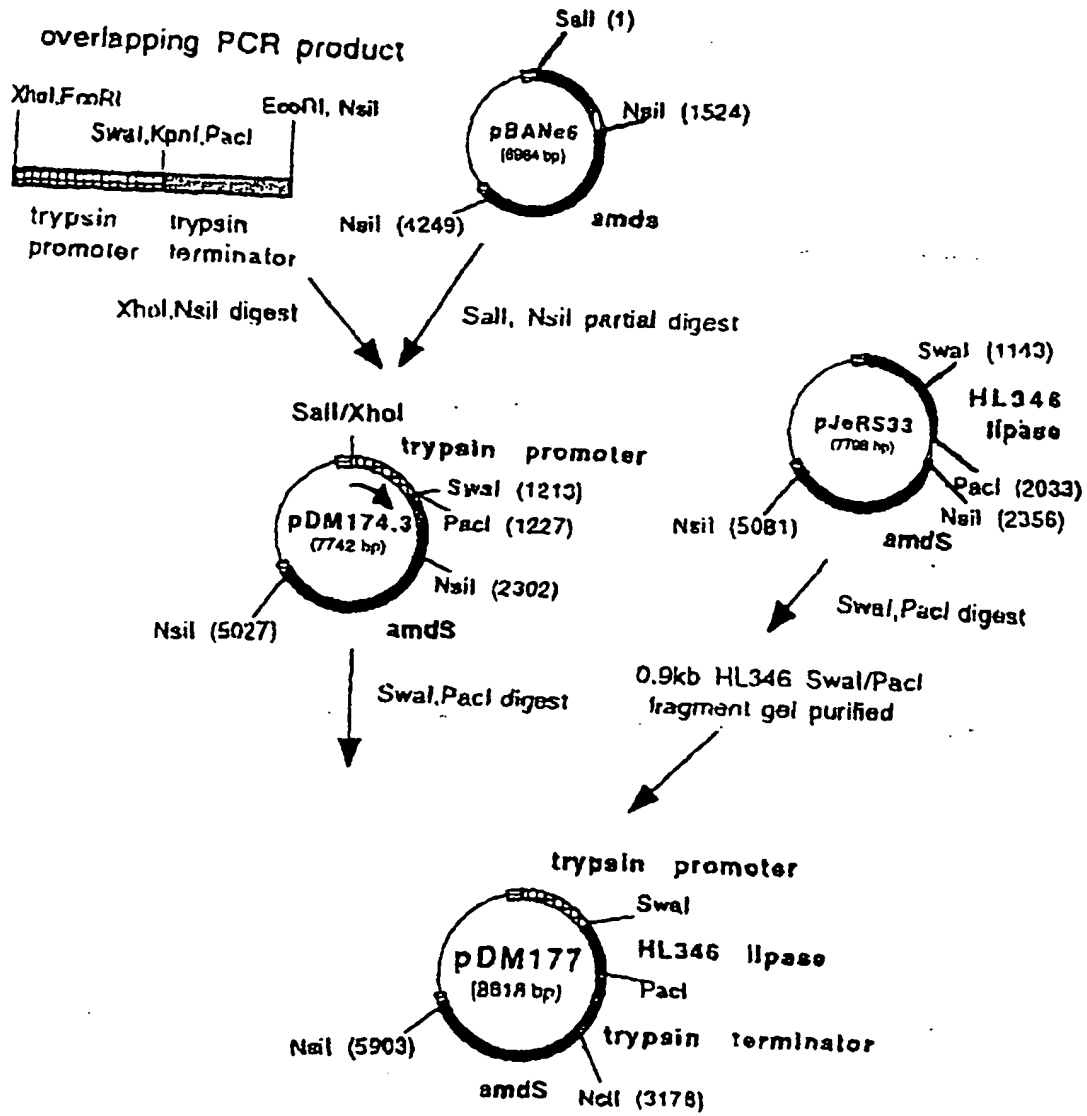 overlapping PCR product
XhoI,EcoRI
EcoRI, NsiI
SwaI,KpnI,PacI
trypsin promoter
trypsin terminator
SalI (1)
NsiI (1524)
pBANe6
(6964 bp)
NsiI (4249)
amds
XhoI,NsiI digest
SalI, NsiI partial digest
SalI/XhoI
trypsin promoter
SwaI (1213)
PacI (1227)
pDM174.3
(7742 bp)
NsiI (2302)
NsiI (5027)
amdS
SwaI (1143)
HL346
lipase
pJeRS33
(7798 bp)
PacI (2033)
NsiI (2356)
NsiI (5081)
amdS
SwaI,PacI digest
SwaI,PacI digest
0.9kb HL346 SwaI/PacI
fragment gel purified
trypsin promoter
SwaI
HL346 lipase
PacI
pDM177
(8618 bp)
trypsin terminator
NsiI (5903)
amdS
NsiI (3178)